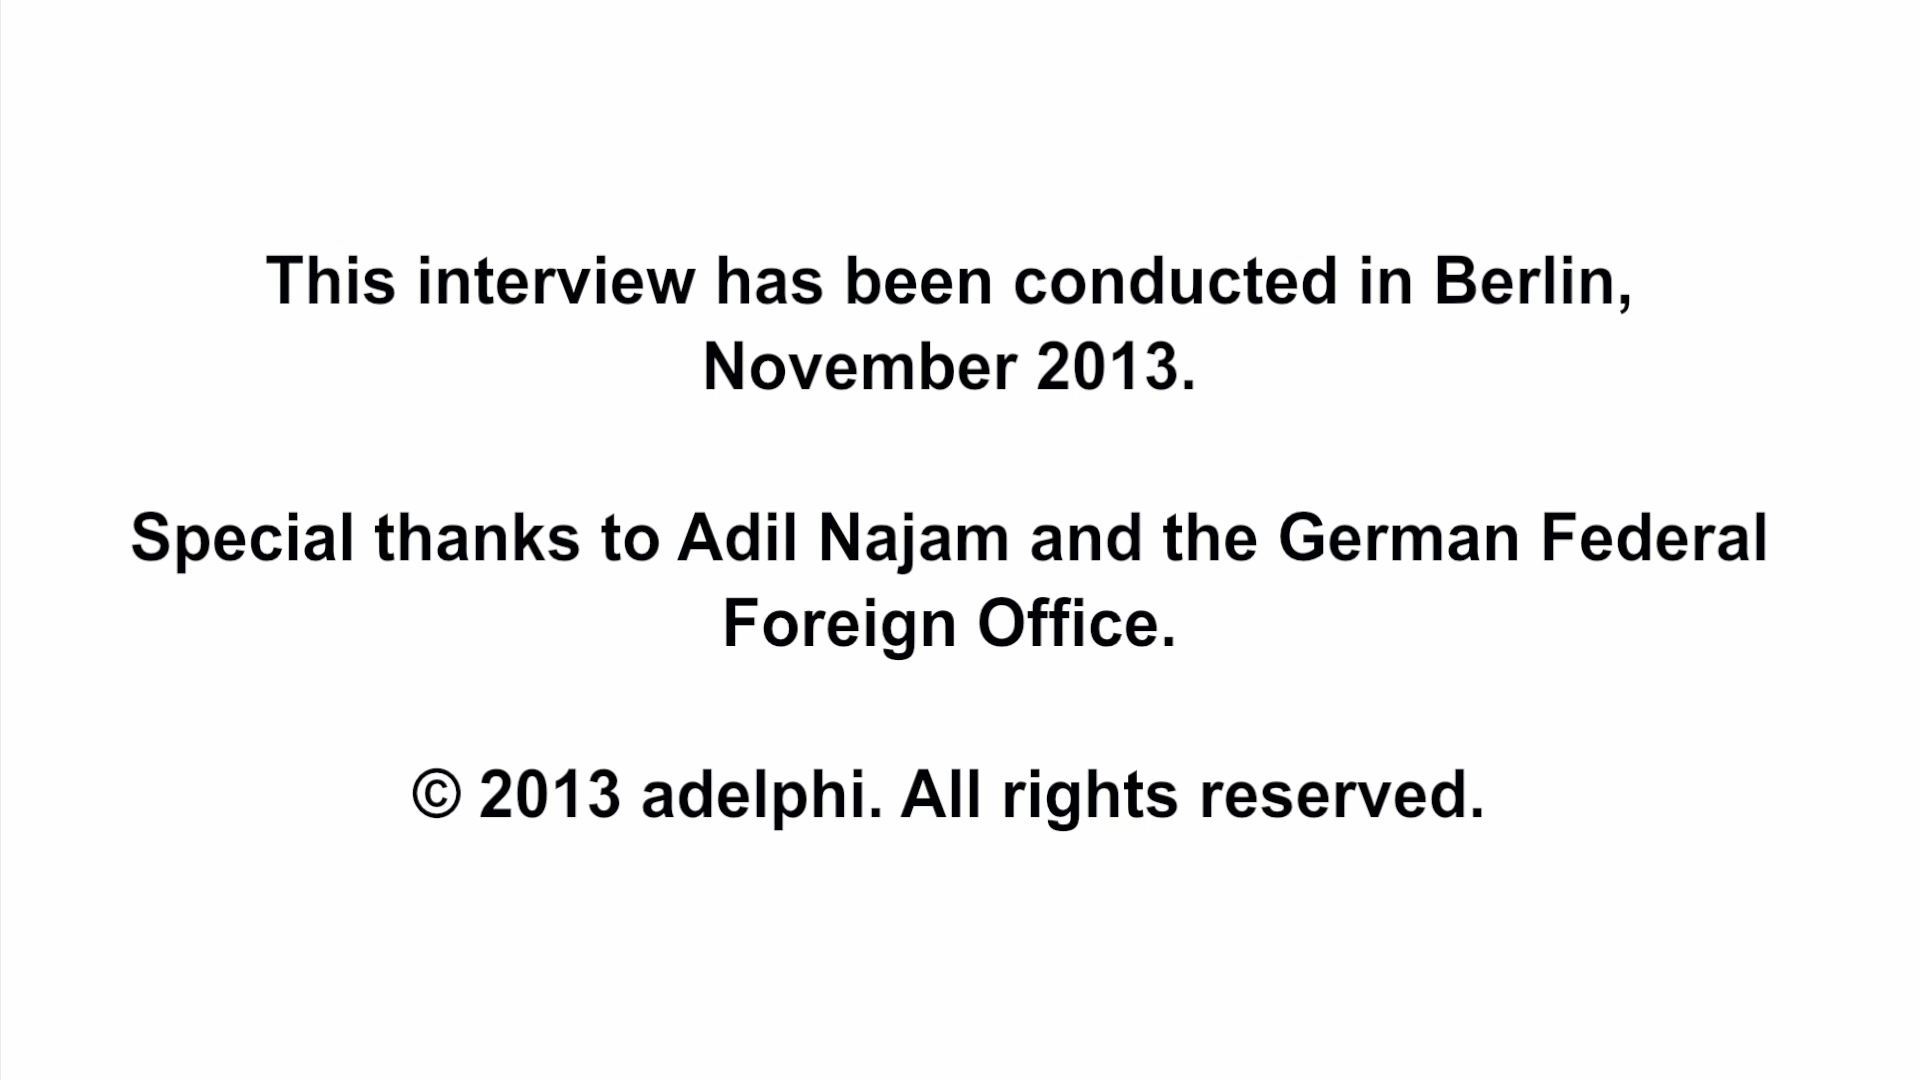 This interview has been conducted in Berlin,
November 2013.
Special thanks to Adil Najam and the German Federal
Foreign Office.
© 2013 adelphi. All rights reserved.